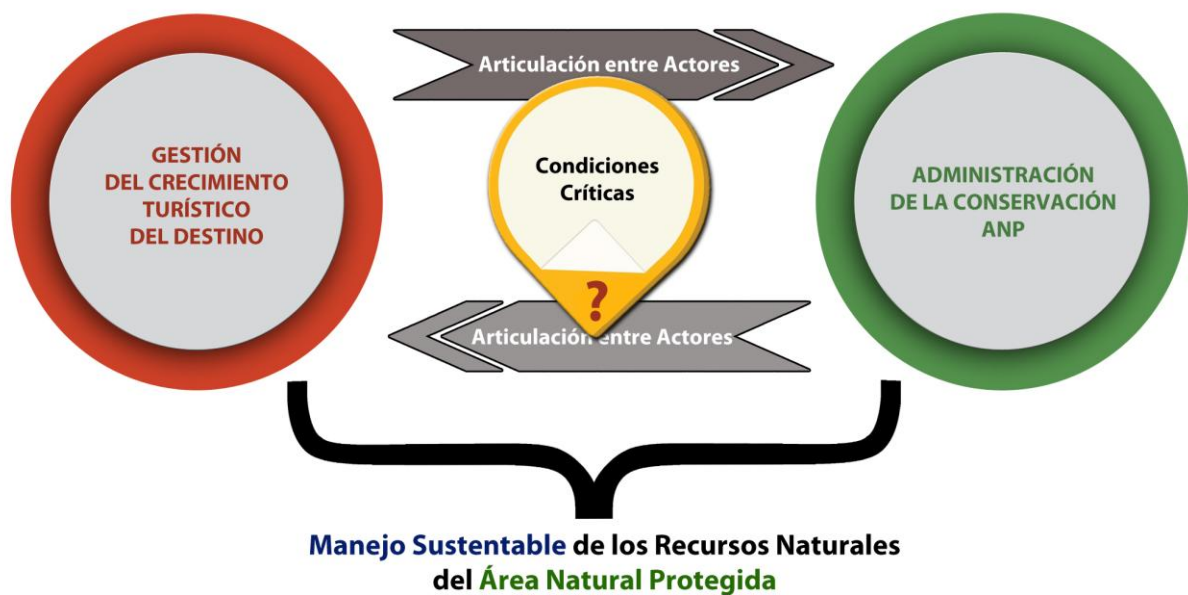 Articulación entre Actores
GESTIÓN
DEL CRECIMIENTO
TURÍSTICO
DEL DESTINO
Condiciones
Críticas
?
ADMINISTRACIÓN
DE LA CONSERVACIÓN
ANP
Articulación entre Actores
Manejo Sustentable de los Recursos Naturales
del Área Natural Protegida